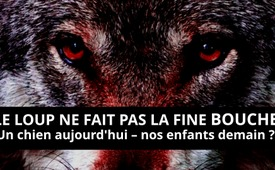 LE LOUP NE FAIT PAS LA FINE BOUCHE
Un chien aujourd'hui – nos enfants demain ?